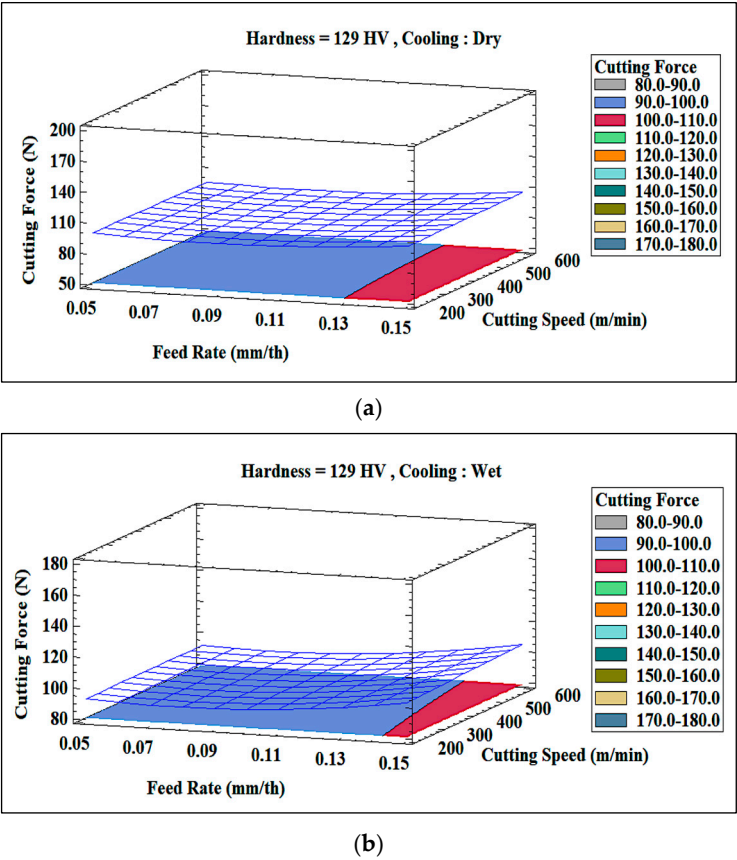 Hardness = 129 HV , Cooling : Dry
Cutting Force
80.0-90.0
90.0-100.0
100.0-110.0
110.0-120.0
120.0-130.0
130.0-140.0
140.0-150.0
150.0-160.0
160.0-170.0
170.0-180.0
Cutting Force (N)
200
170
140
110
80
50
0.05 0.07 0.09 0.11 0.13 0.15
Feed Rate (mm/th)
200 300 400 500 600
Cutting Speed (m/min)
(a)
Hardness = 129 HV , Cooling : Wet
Cutting Force
80.0-90.0
90.0-100.0
100.0-110.0
110.0-120.0
120.0-130.0
130.0-140.0
140.0-150.0
150.0-160.0
160.0-170.0
170.0-180.0
Cutting Force (N)
180
160
140
120
100
80
0.05 0.07 0.09 0.11 0.13 0.15
Feed Rate (mm/th)
200 300 400 500 600
Cutting Speed (m/min)
(b)